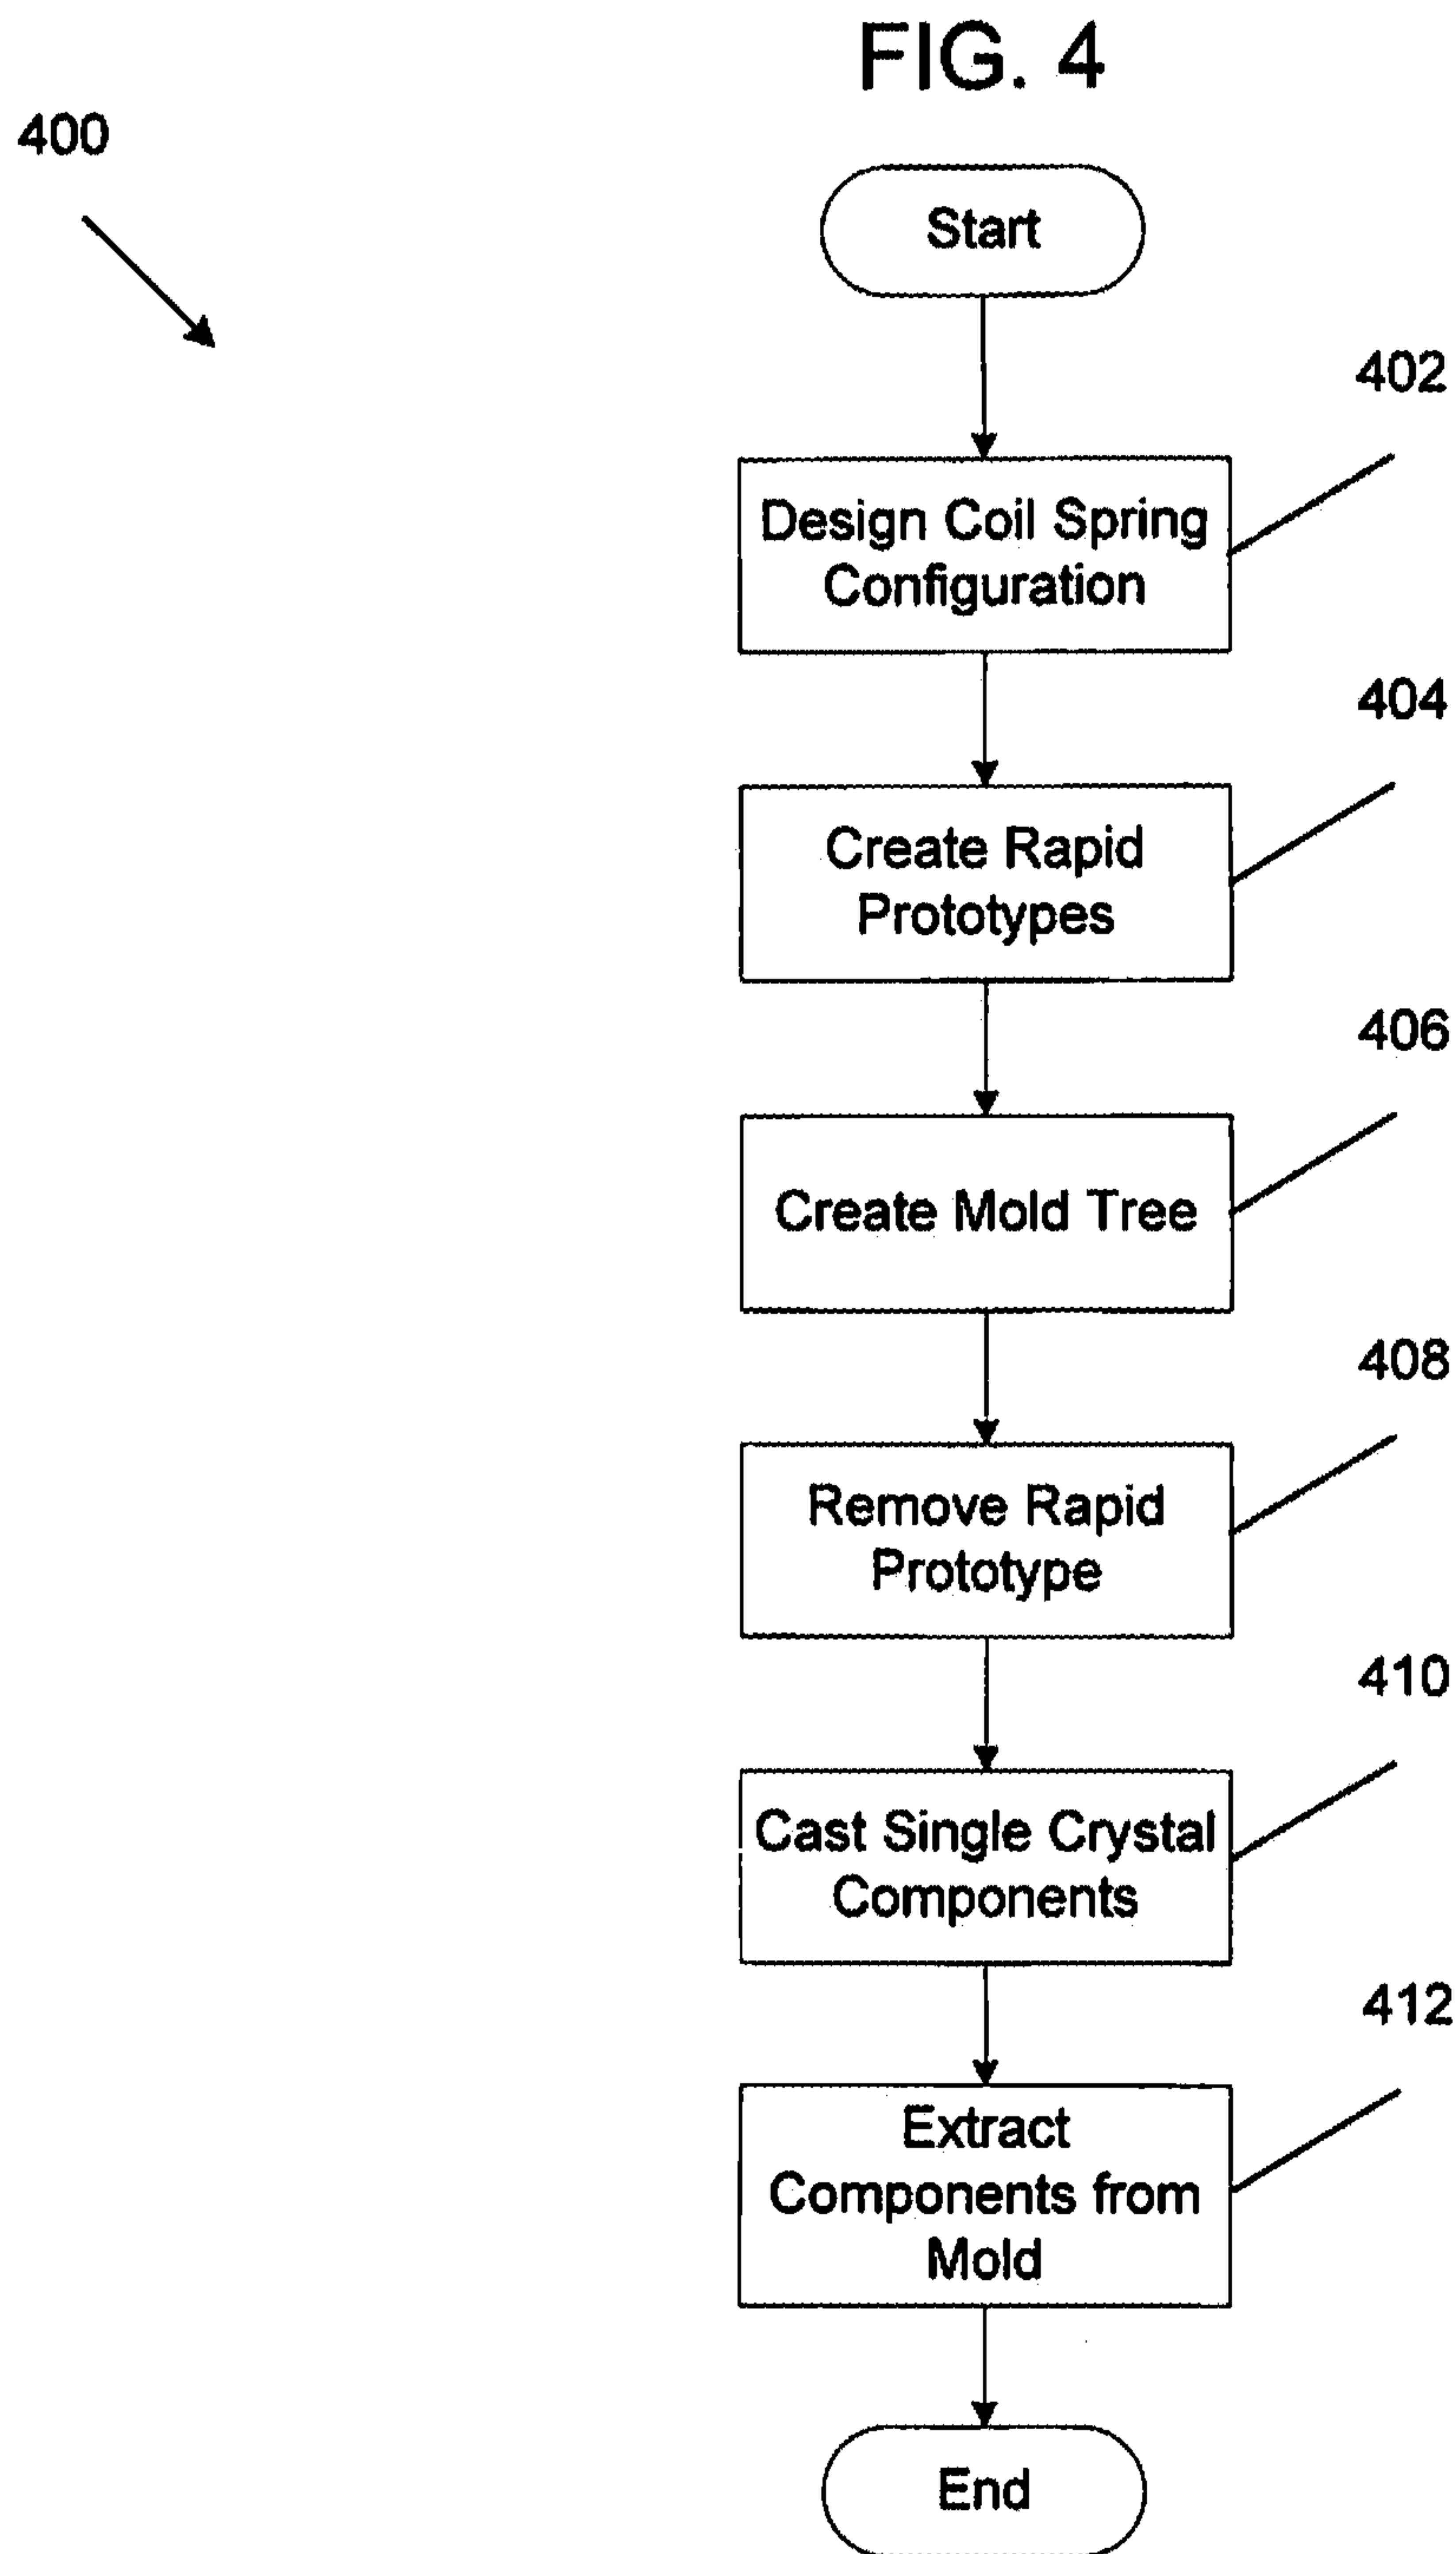 FIG. 4
400
Start
402
Design Coil Spring
Configuration
404
Create Rapid
Prototypes
406
Create Mold Tree
408
Remove Rapid
Prototype
410
Cast Single Crystal
Components
412
Extract
Components from
Mold
End